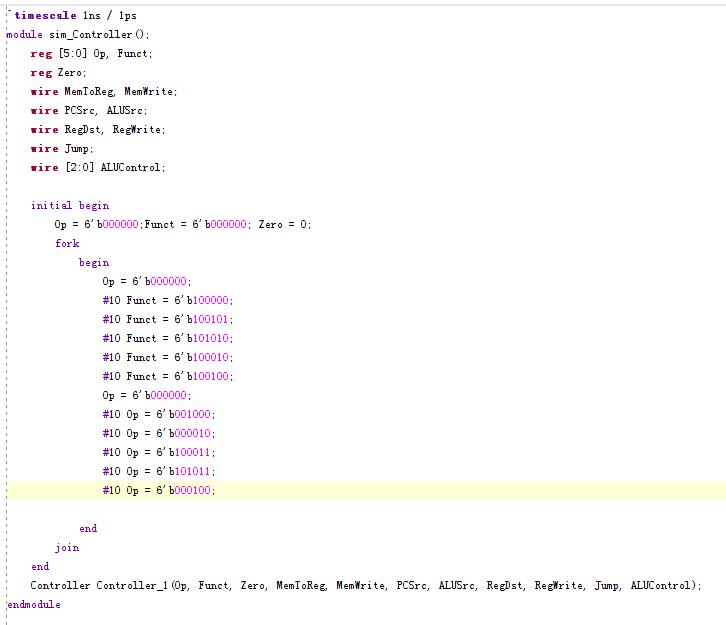 `timescale 1ns / 1ps
module sim_Controller();
reg [5:0] Op, Funct;
reg Zero;
wire MemToReg, MemWrite;
wire PCSrc, ALUSrc;
wire RegDst, RegWrite;
wire Jump;
wire [2:0] ALUControl;
initial begin
Op = 6'b000000;Funct = 6'b000000; Zero = 0;
fork
begin
Op = 6'b000000;
#10 Funct = 6'b100000;
#10 Funct = 6'b100101;
#10 Funct = 6'b101010;
#10 Funct = 6'b100010;
#10 Funct = 6'b100100;
Op = 6'b000000;
#10 Op = 6'b001000;
#10 Op = 6'b000010;
#10 Op = 6'b100011;
#10 Op = 6'b101011;
#10 Op = 6'b000100;
end
join
end
Controller Controller_1(Op, Funct, Zero, MemToReg, MemWrite, PCSrc, ALUSrc, RegDst, RegWrite, Jump, ALUControl);
endmodule